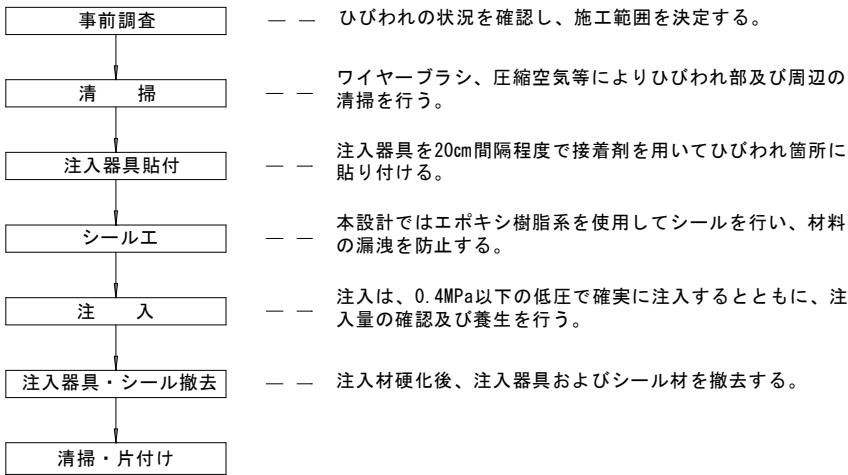 事前調査
ひびわれの状況を確認し、施工範囲を決定する。
清　掃
ワイヤーブラシ、圧縮空気等によりひびわれ部及び周辺の
清掃を行う。
注入器具貼付
注入器具を20㎝間隔程度で接着剤を用いてひびわれ箇所に
貼り付ける。
シール工
本設計ではエポキシ樹脂系を使用してシールを行い、材料
の漏洩を防止する。
注　入
注入は、0.4MPa以下の低圧で確実に注入するとともに、注
入量の確認及び養生を行う。
注入器具・シール撤去
注入材硬化後、注入器具およびシール材を撤去する。
清掃・片付け